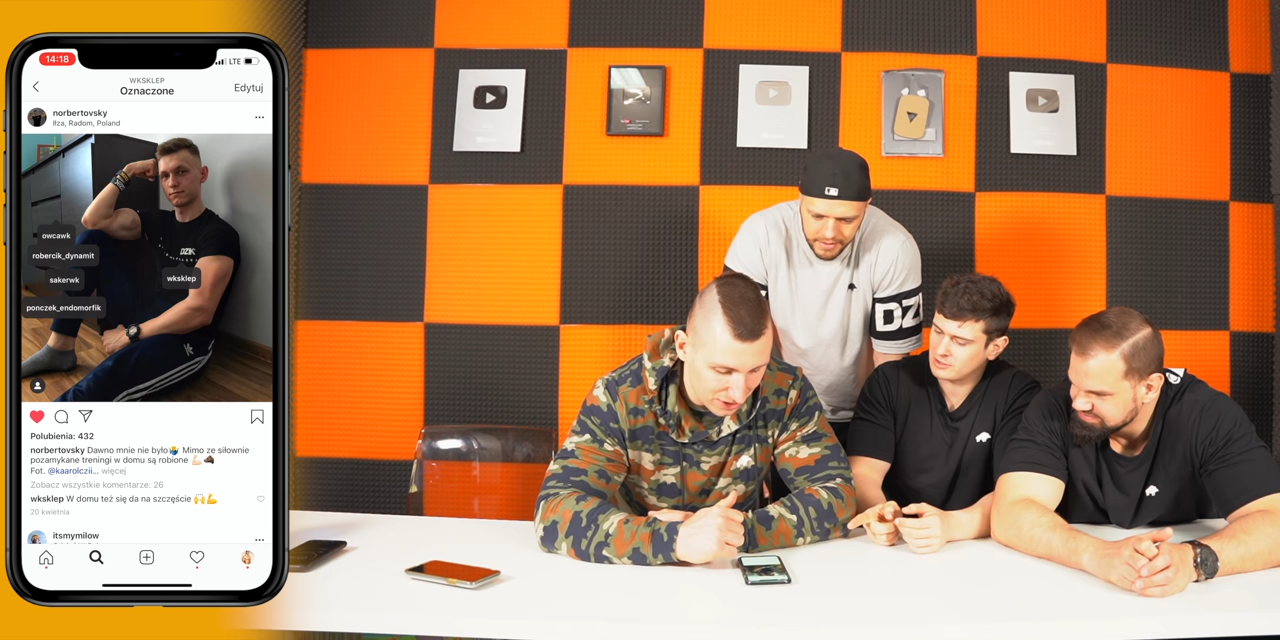 14:18
LTE
WKSKLEP
Oznaczone
Edytuj
norbertovsky
Iłża, Radom, Poland
owcawk
robercik_dynamit
sakerwk
wksklep
ponczek_endomorfik
DZIK
Polubienia: 432
norbertovsky Dawno mnie nie było🤷‍♂️ Mimo ze siłownie
pozamykane treningi w domu są robione 💪🏻🐗
Fot. @kaarolczii... więcej
Zobacz wszystkie komentarze: 26
wksklep W domu też się da na szczęście 🙌💪
20 kwietnia
itsmymilow
DZI